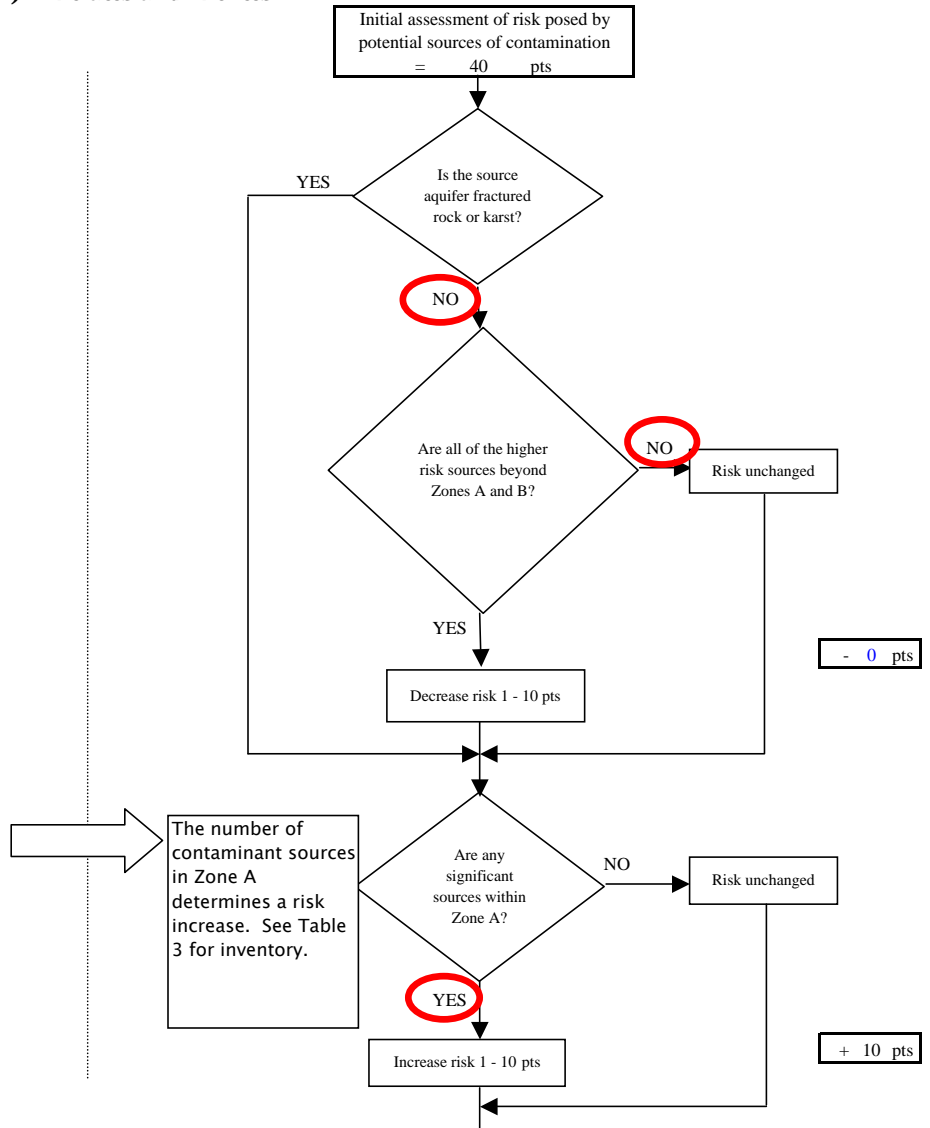 Initial assessment of risk posed by
potential sources of contamination
= 40 pts
Is the source
aquifer fractured
rock or karst?
YES
NO
Are all of the higher
risk sources beyond
Zones A and B?
NO
Risk unchanged
YES
- 0 pts
Decrease risk 1 - 10 pts
The number of
contaminant sources
in Zone A
determines a risk
increase. See Table
3 for inventory.
Are any
significant
sources within
Zone A?
NO
Risk unchanged
YES
+ 10 pts
Increase risk 1 - 10 pts